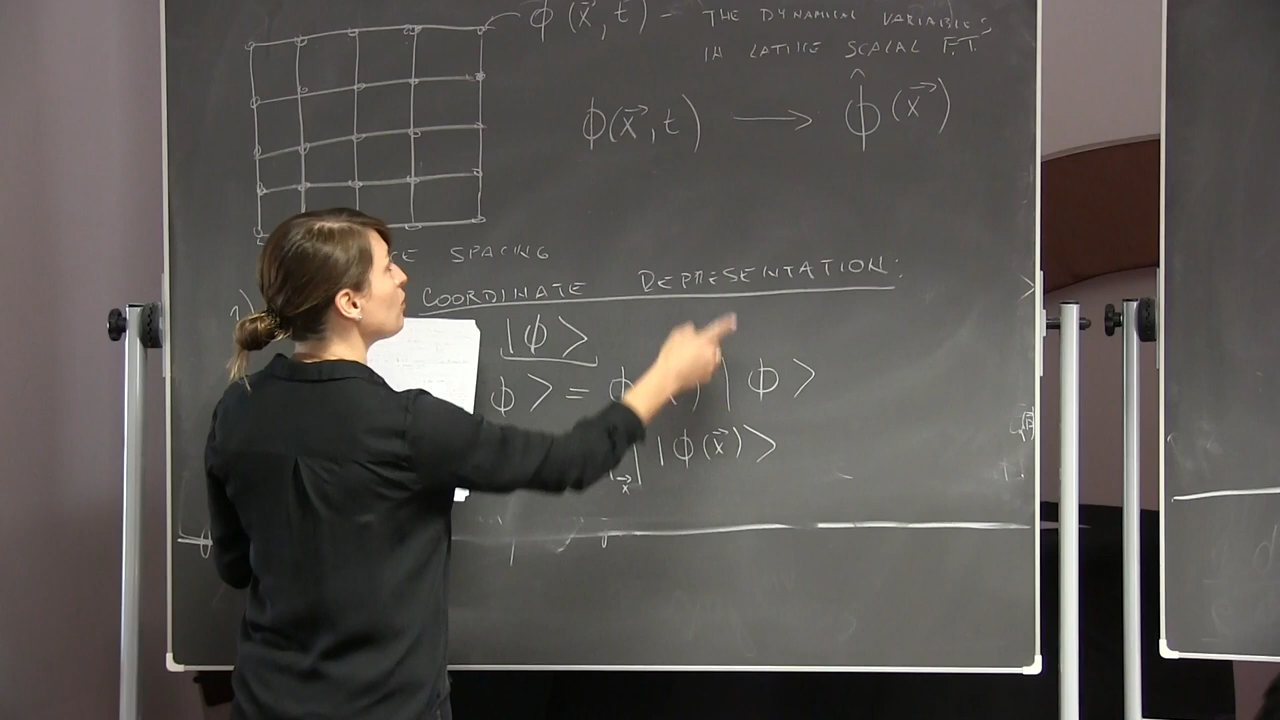 ϕ(x⃗, t) – THE DYNAMICAL VARIABLES
IN LATTICE SCALAR F.T.
ϕ(x⃗, t) → ϕ̂(x⃗)
SPACING
COORDINATE REPRESENTATION:
|ϕ>
ϕ> = ϕ | ϕ>
x⃗ |ϕ(x⃗)>